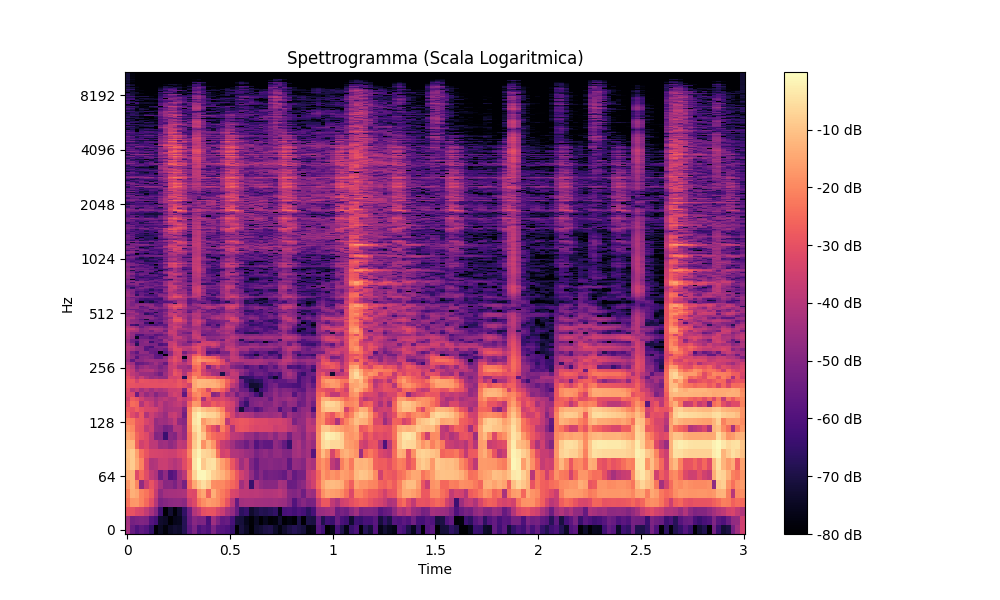 Spettrogramma (Scala Logaritmica)
Hz
8192
4096
2048
1024
512
256
128
64
0
0 0.5 1 1.5 2 2.5 3
Time
-10 dB
-20 dB
-30 dB
-40 dB
-50 dB
-60 dB
-70 dB
-80 dB